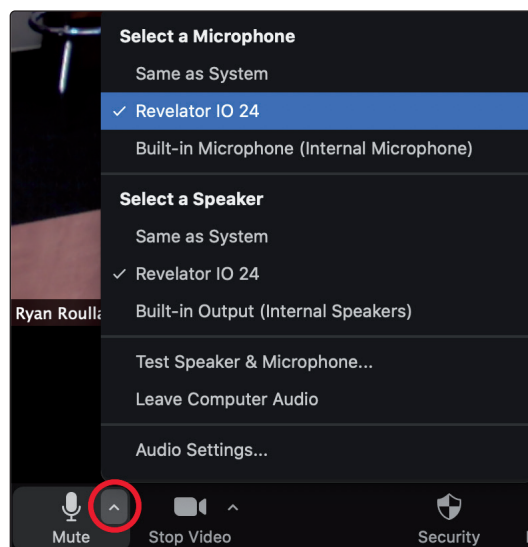 Select a Microphone
Same as System
✓ Revelator IO 24
Built-in Microphone (Internal Microphone)
Select a Speaker
Same as System
✓ Revelator IO 24
Built-in Output (Internal Speakers)
Ryan Roulla
Test Speaker & Microphone...
Leave Computer Audio
Audio Settings...
Mute
Stop Video
Security